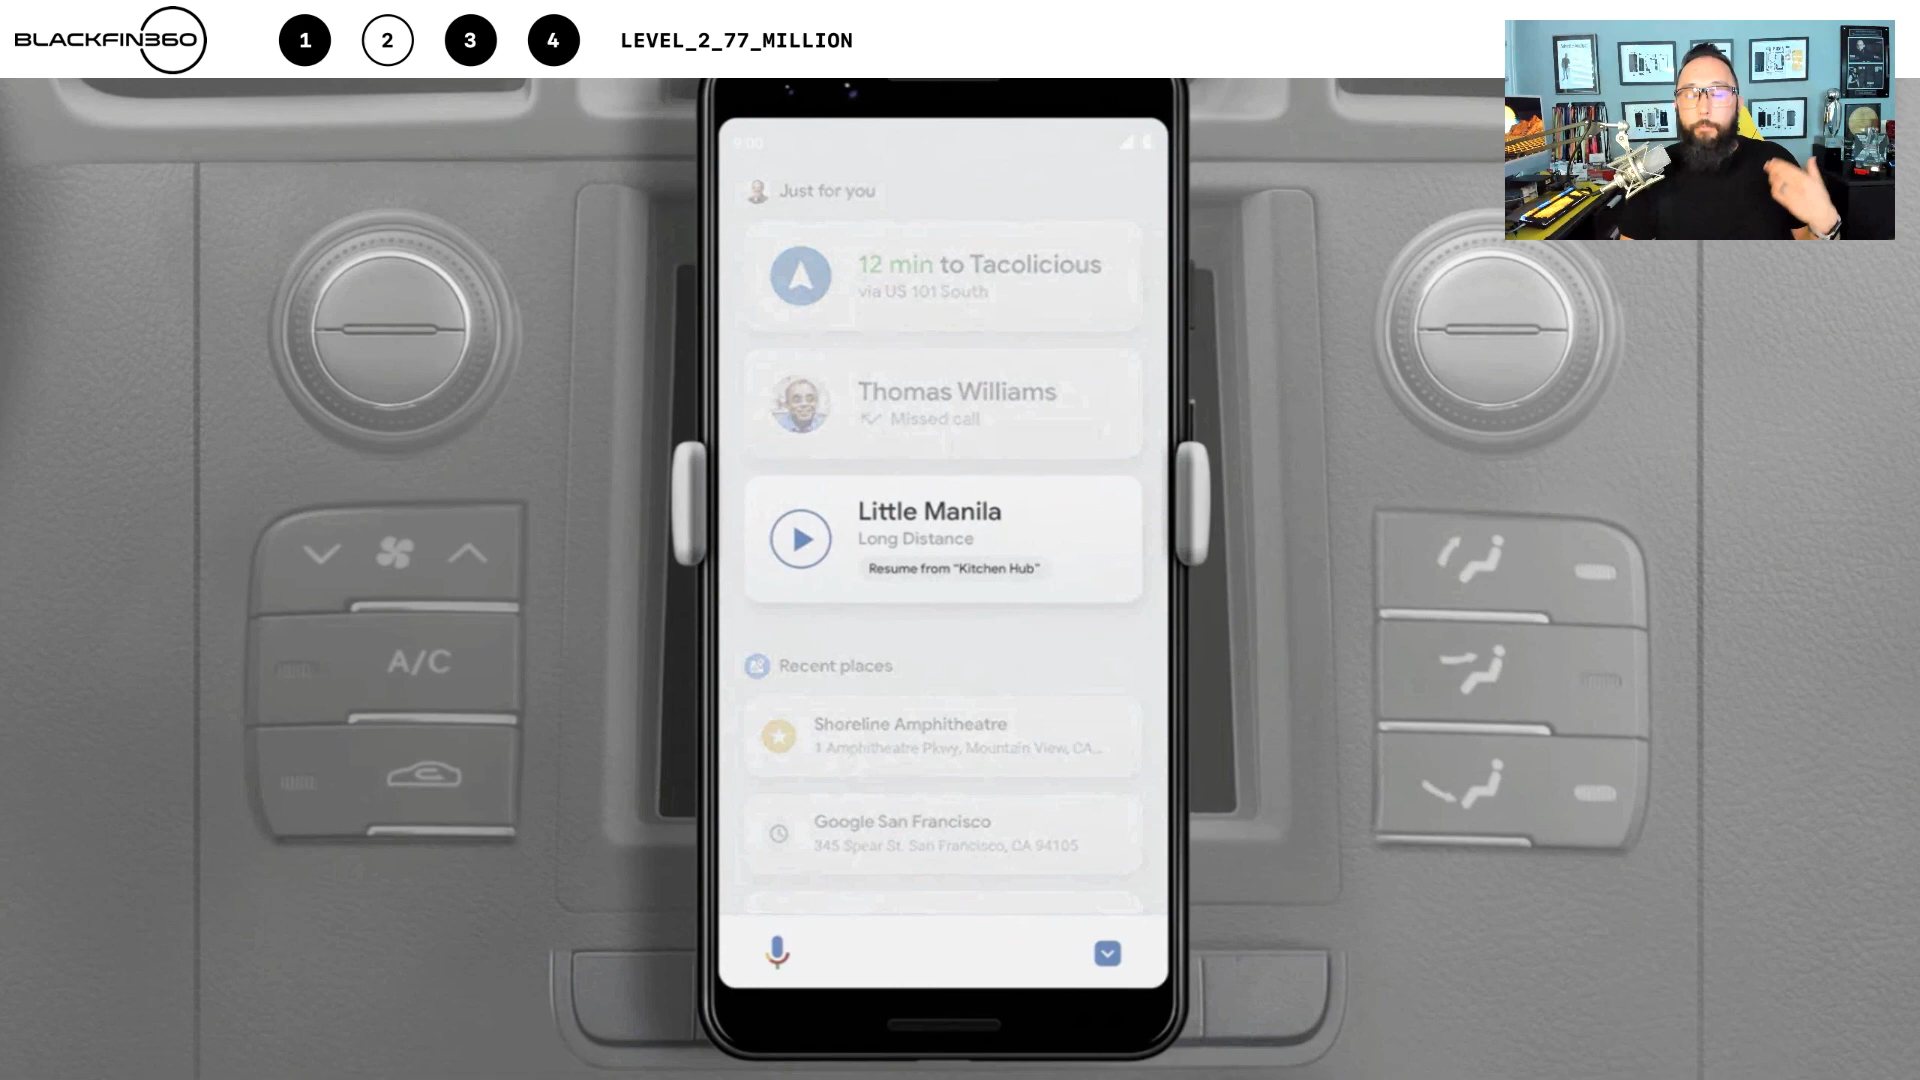 BLACKFIN360
1
2
3
4
LEVEL_2_77_MILLION
9:00
Just for you
12 min to Tacolicious
via US 101 South
Thomas Williams
Missed call
Little Manila
Long Distance
Resume from “Kitchen Hub”
A/C
Recent places
Shoreline Amphitheatre
1 Amphitheatre Pkwy, Mountain View, CA...
Google San Francisco
345 Spear St. San Francisco, CA 94105